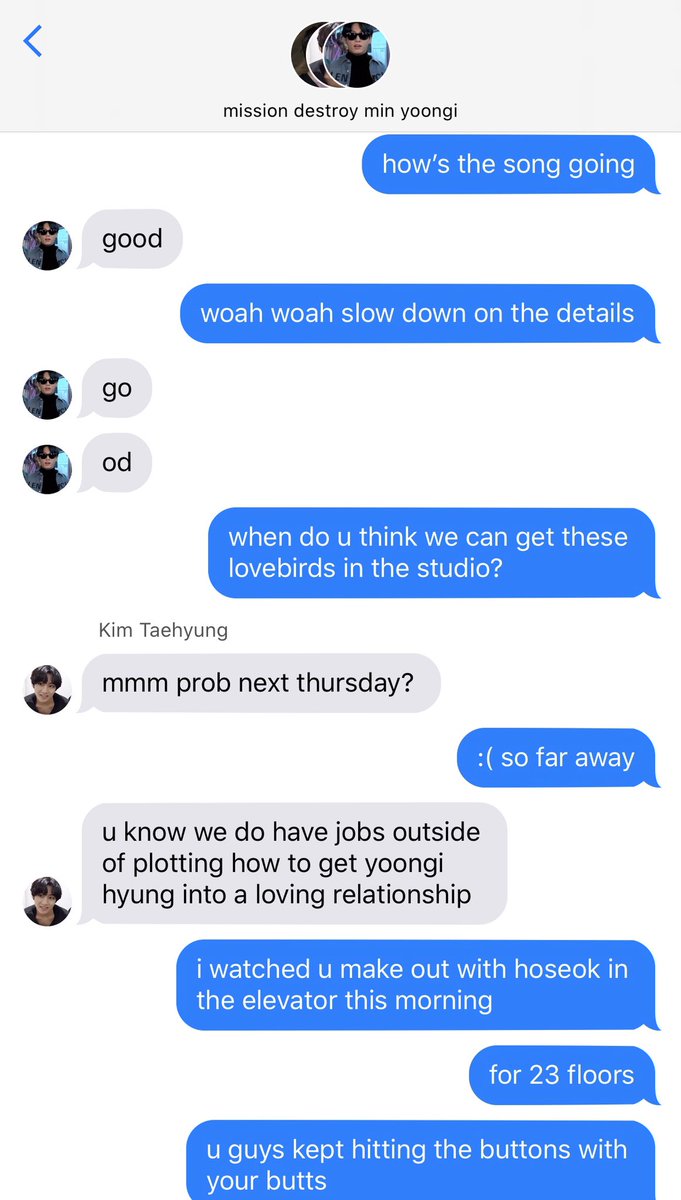 mission destroy min yoongi
how's the song going
good
woah woah slow down on the details
go
od
when do u think we can get these
lovebirds in the studio?
Kim Taehyung
mmm prob next thursday?
:( so far away
u know we do have jobs outside
of plotting how to get yoongi
hyung into a loving relationship
i watched u make out with hoseok in
the elevator this morning
for 23 floors
u guys kept hitting the buttons with
your butts